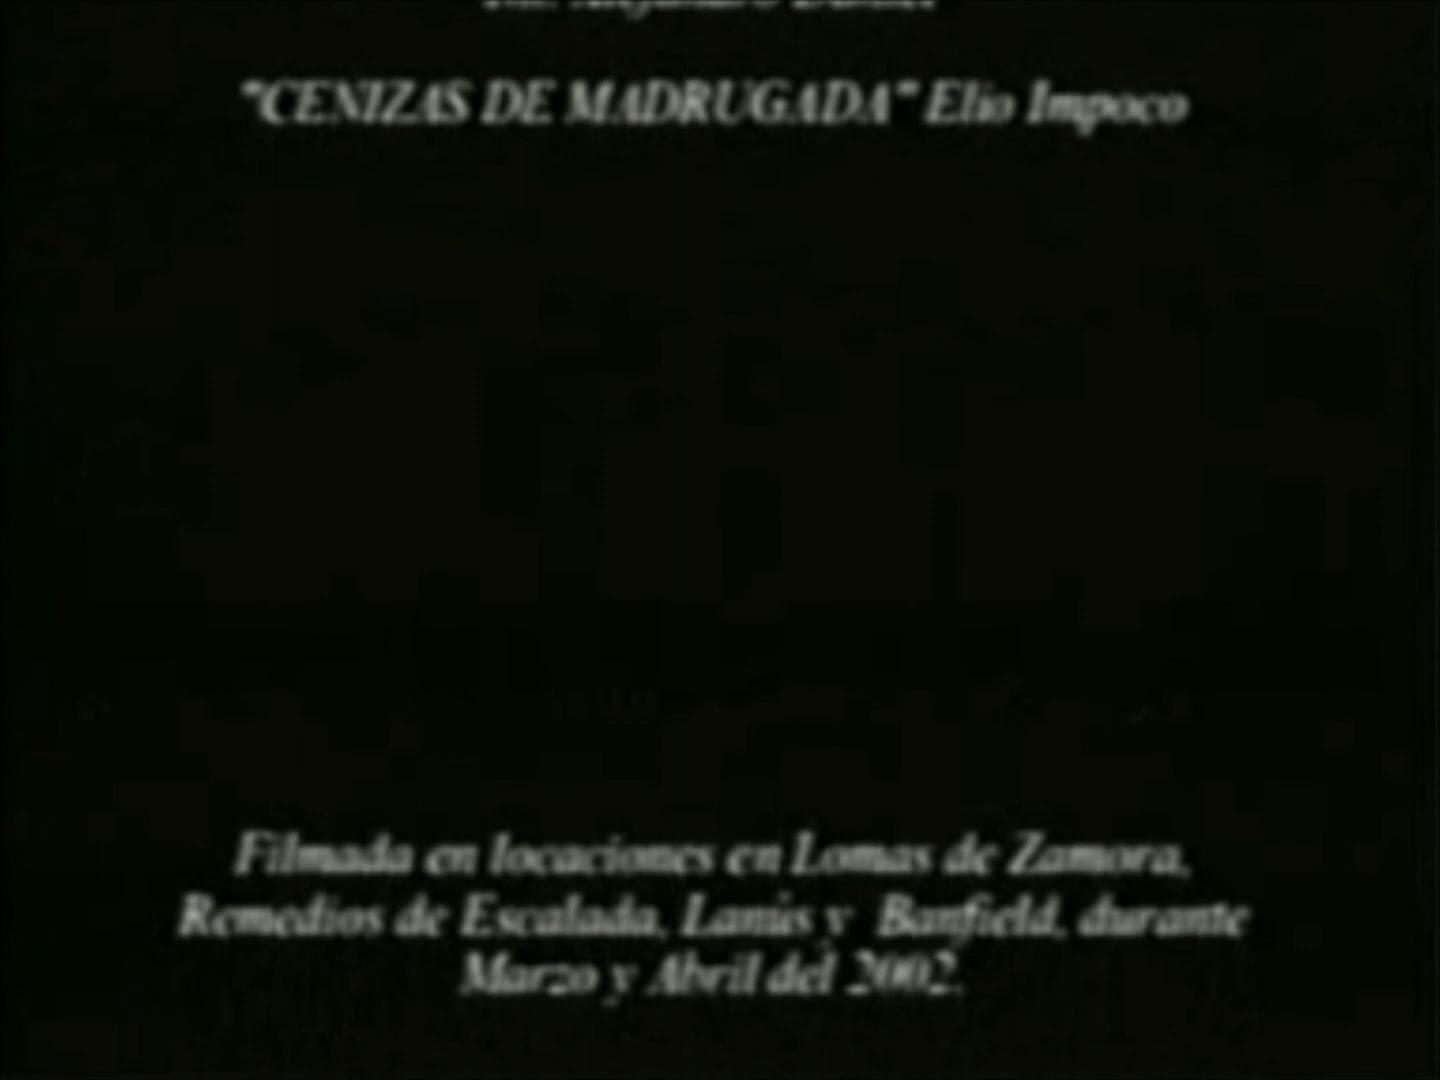 "CENIZAS DE MADRUGADA" Elio Impoco
Filmada en locaciones en Lomas de Zamora,
Remedios de Escalada, Lanús y Banfield, durante
Marzo y Abril del 2002.